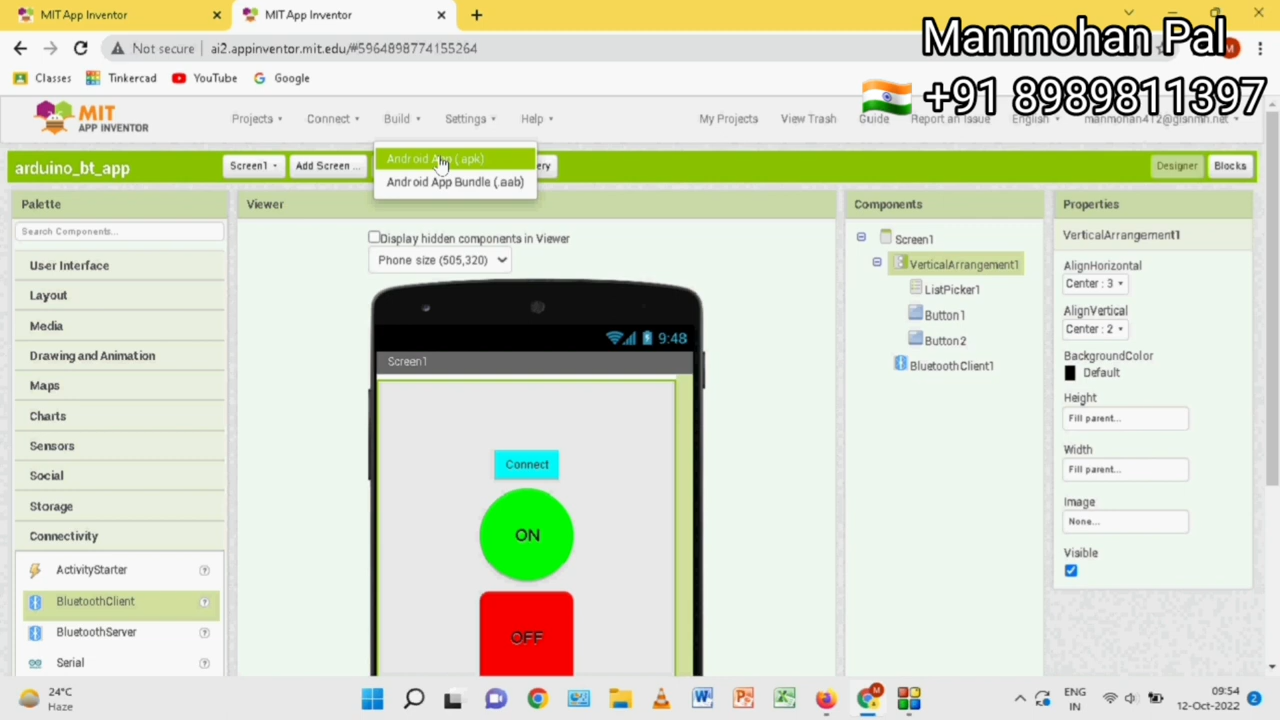 MIT App Inventor
MIT App Inventor
Not secure
ai2.appinventor.mit.edu/#5964898774155264
Manmohan Pal
+91 8989811397
Classes
Tinkercad
YouTube
Google
MIT
APP INVENTOR
Projects
Connect
Build
Settings
Help
My Projects
View Trash
Guide
Report an Issue
English
arduino_bt_app
Screen1
Add Screen ...
Android App (.apk)
Android App Bundle (.aab)
Designer
Blocks
Palette
Search Components...
User Interface
Layout
Media
Drawing and Animation
Maps
Charts
Sensors
Social
Storage
Connectivity
ActivityStarter
BluetoothClient
BluetoothServer
Serial
Viewer
Display hidden components in Viewer
Phone size (505,320)
9:48
Screen1
Connect
ON
OFF
Components
Screen1
VerticalArrangement1
ListPicker1
Button1
Button2
BluetoothClient1
Properties
VerticalArrangement1
AlignHorizontal
Center : 3
AlignVertical
Center : 2
BackgroundColor
Default
Height
Fill parent...
Width
Fill parent...
Image
None...
Visible
24°C
Haze
ENG
IN
09:54
12-Oct-2022
2